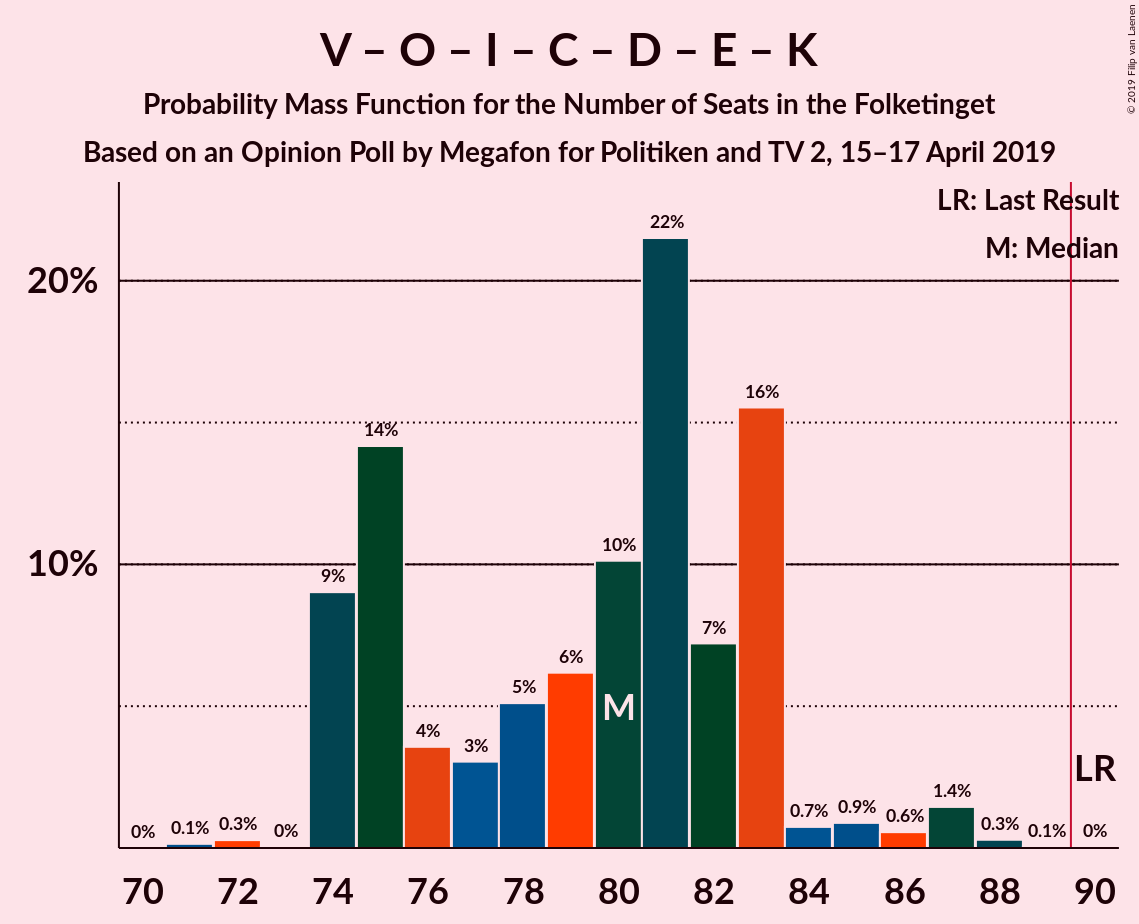 V – O – I – C – D – E – K
Probability Mass Function for the Number of Seats in the Folketinget
Based on an Opinion Poll by Megafon for Politiken and TV 2, 15–17 April 2019
© 2019 Filip van Laenen
LR: Last Result
M: Median
20%
10%
0%
0.1%
0.3%
0%
9%
14%
4%
3%
5%
6%
10%
22%
7%
16%
0.7%
0.9%
0.6%
1.4%
0.3%
0.1%
0%
M
LR
70 72 74 76 78 80 82 84 86 88 90